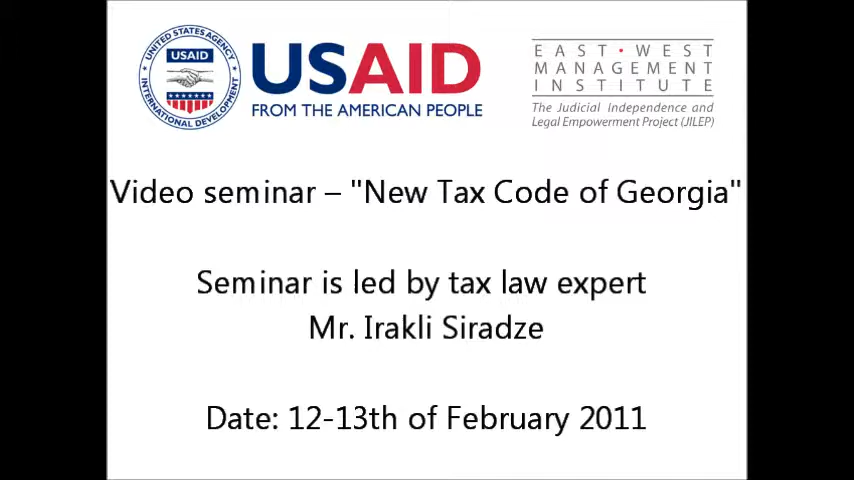 UNITED STATES AGENCY
USAID
INTERNATIONAL DEVELOPMENT
USAID
FROM THE AMERICAN PEOPLE
EAST • WEST
MANAGEMENT
INSTITUTE
The Judicial Independence and
Legal Empowerment Project (JILEP)
Video seminar – "New Tax Code of Georgia"
Seminar is led by tax law expert
Mr. Irakli Siradze
Date: 12-13th of February 2011